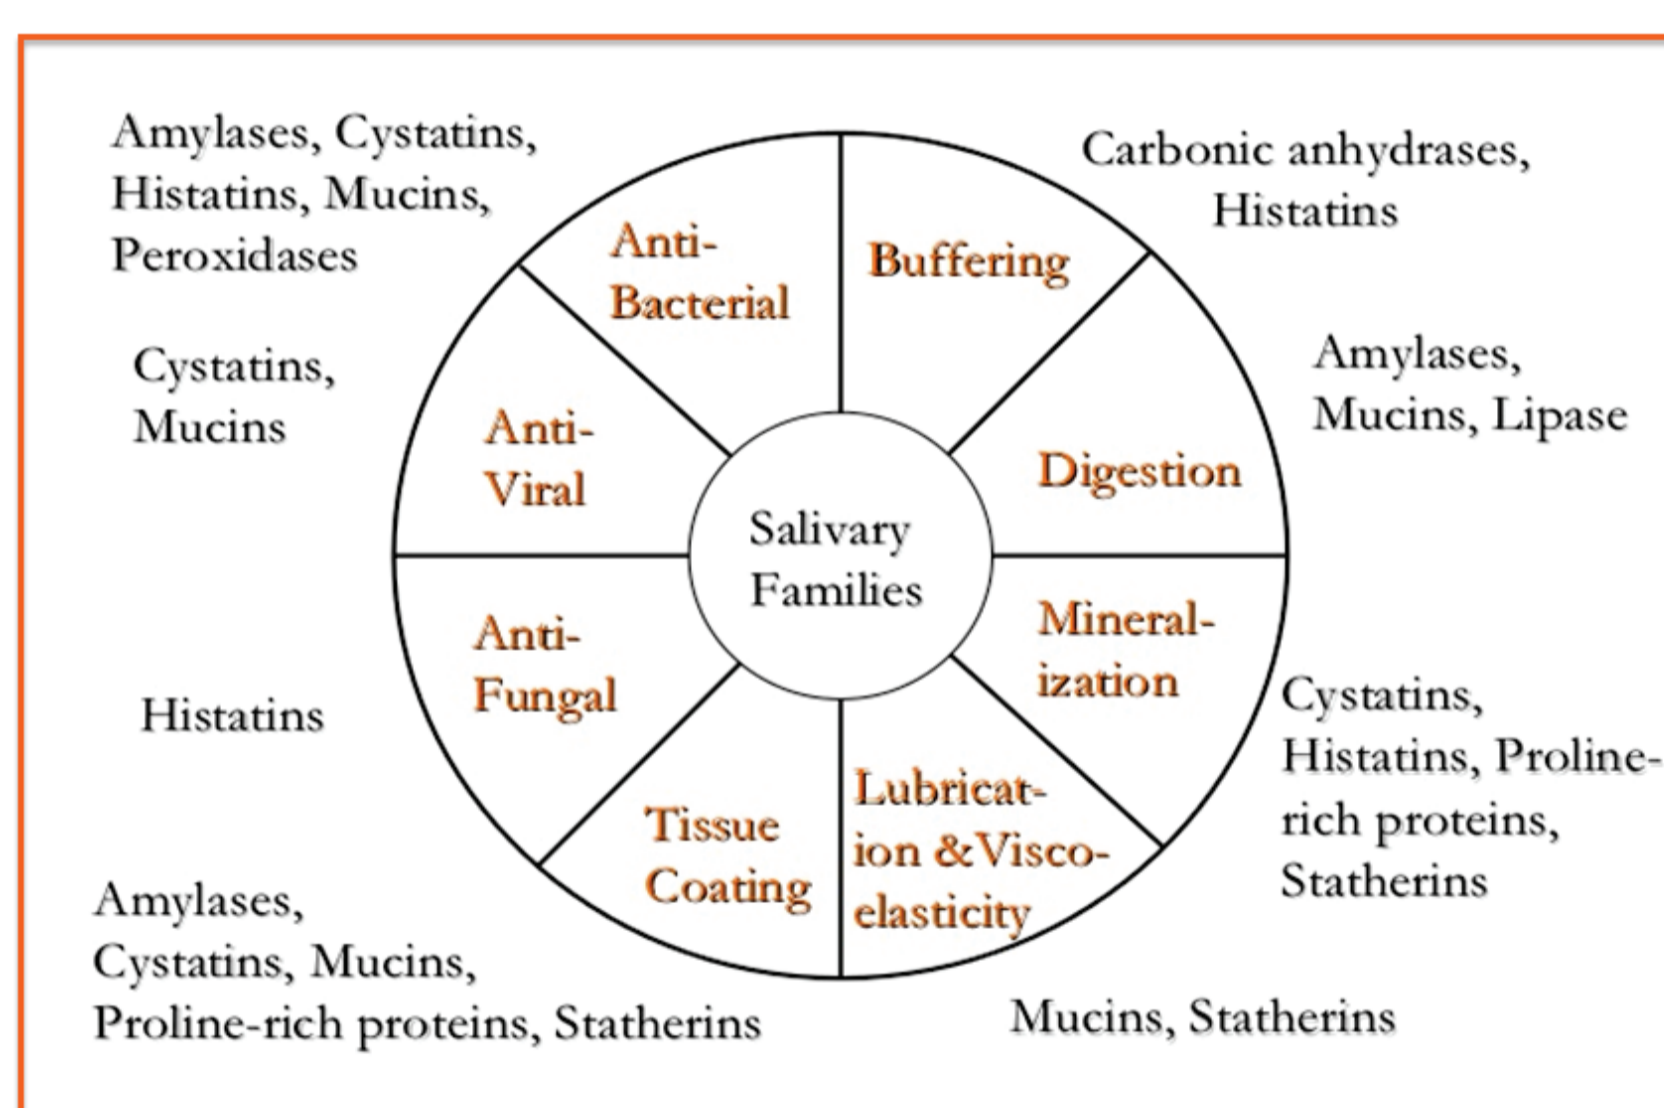 Amylases, Cystatins,
Histatins, Mucins,
Peroxidases
Carbonic anhydrases,
Histatins
Anti-
Bacterial
Buffering
Cystatins,
Mucins
Amylases,
Mucins, Lipase
Anti-
Viral
Digestion
Salivary
Families
Anti-
Fungal
Mineral-
ization
Histatins
Cystatins,
Histatins, Proline-
rich proteins,
Statherins
Tissue
Coating
Lubricat-
ion & Visco-
elasticity
Amylases,
Cystatins, Mucins,
Proline-rich proteins, Statherins
Mucins, Statherins